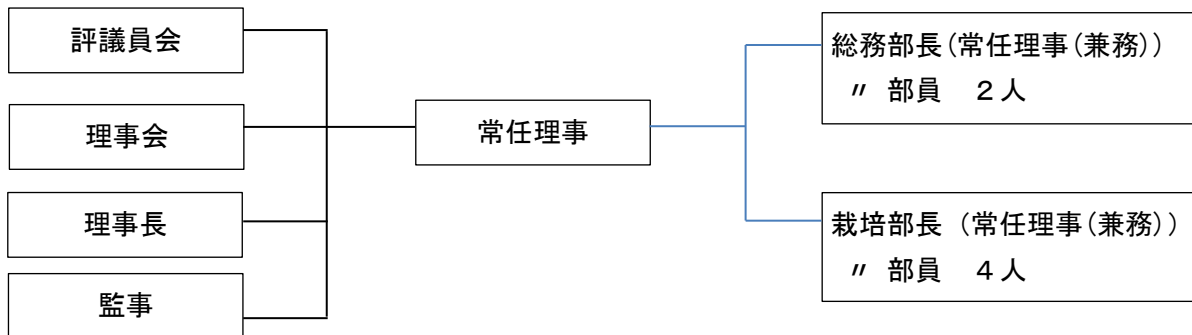 評議員会
理事会
理事長
監事
常任理事
総務部長(常任理事(兼務))
〃 部員 2人
栽培部長 (常任理事(兼務))
〃 部員 4人